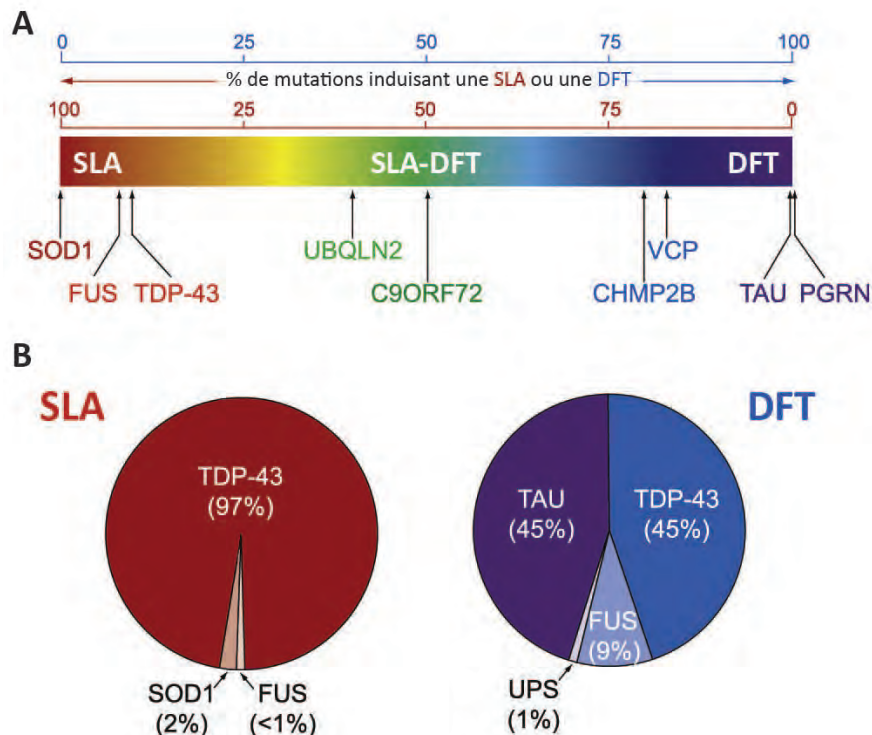 A
0 25 50 75 100
% de mutations induisant une SLA ou une DFT
100 25 50 75 0
SLA SLA-DFT DFT
SOD1 UBQLN2 VCP
FUS TDP-43 C9ORF72 CHMP2B TAU PGRN
B
SLA
TDP-43
(97%)
SOD1
(2%)
FUS
(<1%)
DFT
TAU
(45%)
TDP-43
(45%)
FUS
(9%)
UPS
(1%)